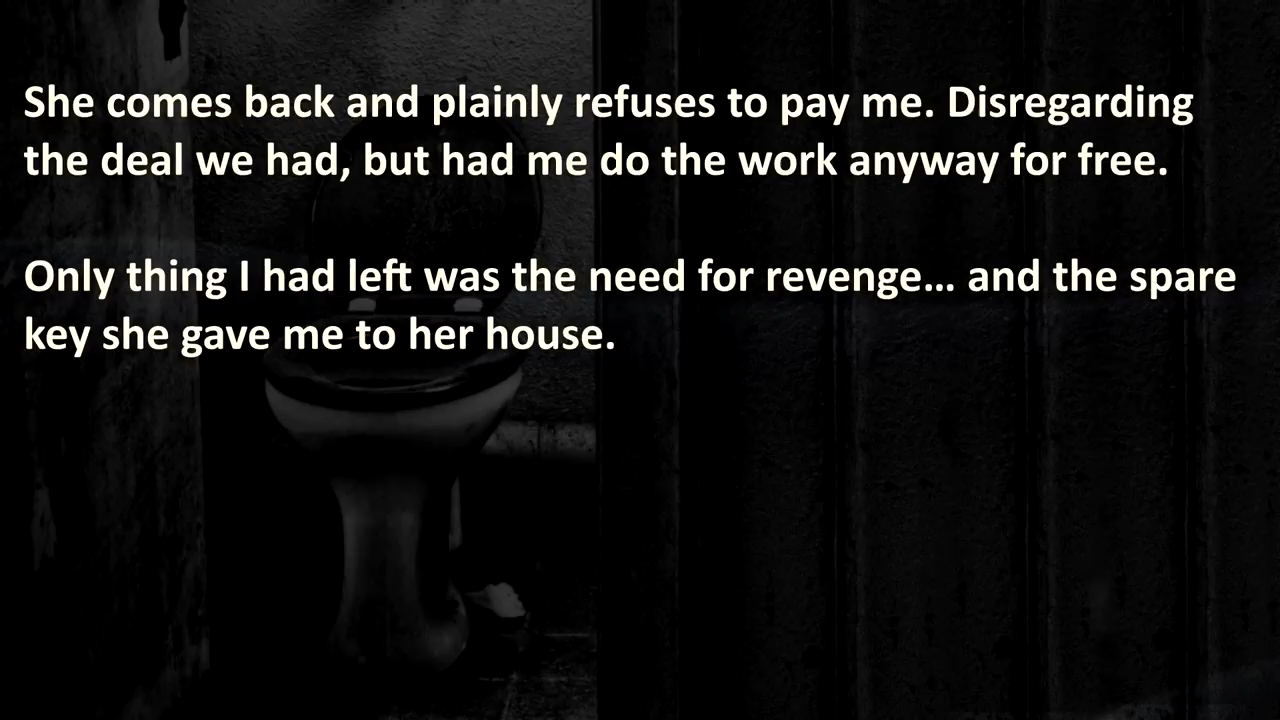 She comes back and plainly refuses to pay me. Disregarding
the deal we had, but had me do the work anyway for free.
Only thing I had left was the need for revenge... and the spare
key she gave me to her house.